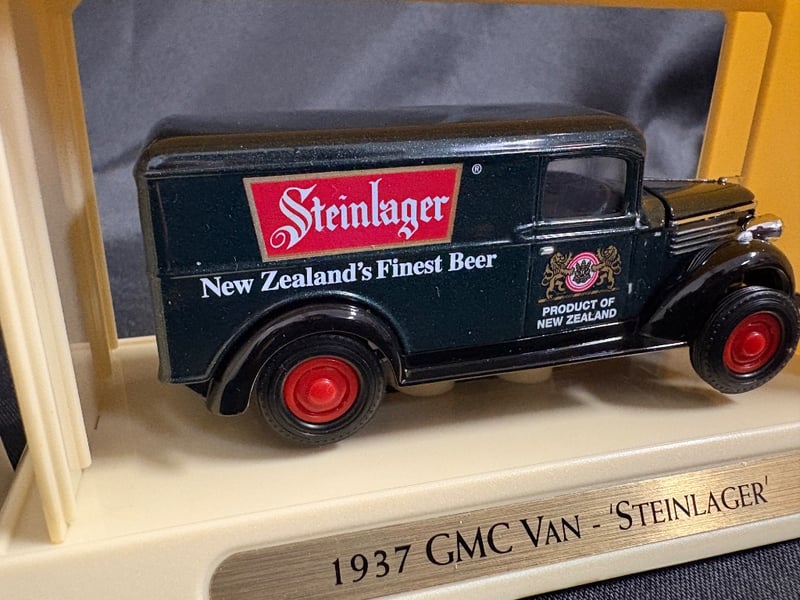 Steinlager ®
New Zealand's Finest Beer
PRODUCT OF
NEW ZEALAND
1937 GMC VAN - 'STEINLAGER'